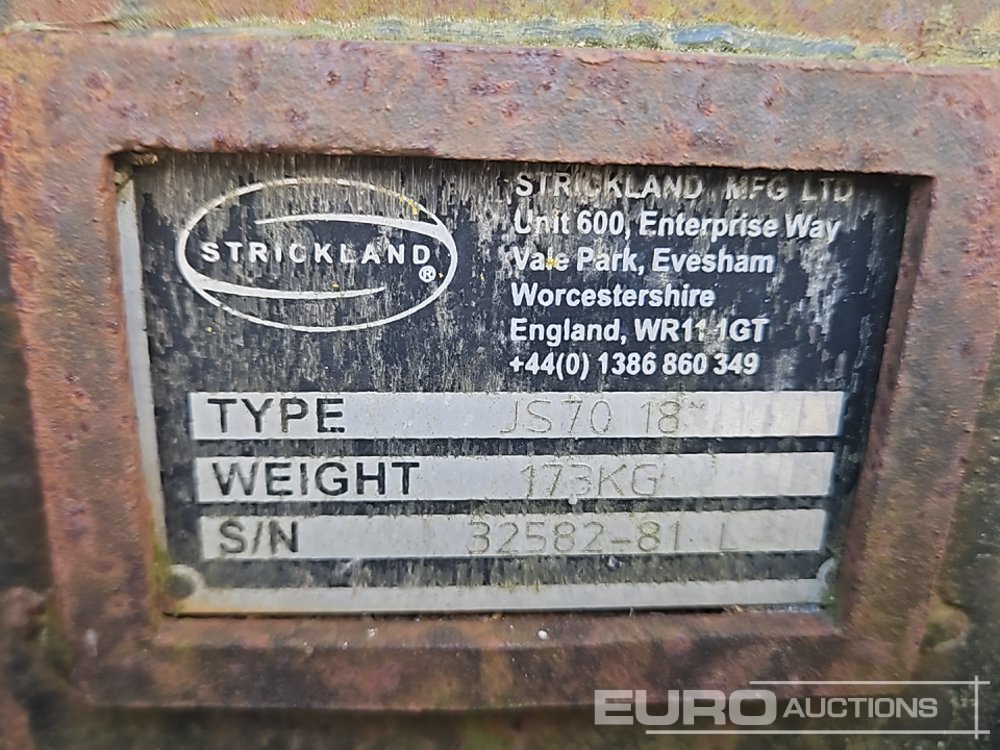 STRICKLAND®
STRICKLAND MFG LTD
Unit 600, Enterprise Way
Vale Park, Evesham
Worcestershire
England, WR11 1GT
+44(0) 1386 860 349
TYPE JS70 18"
WEIGHT 173KG
S/N 32582-81 L
EURO AUCTIONS